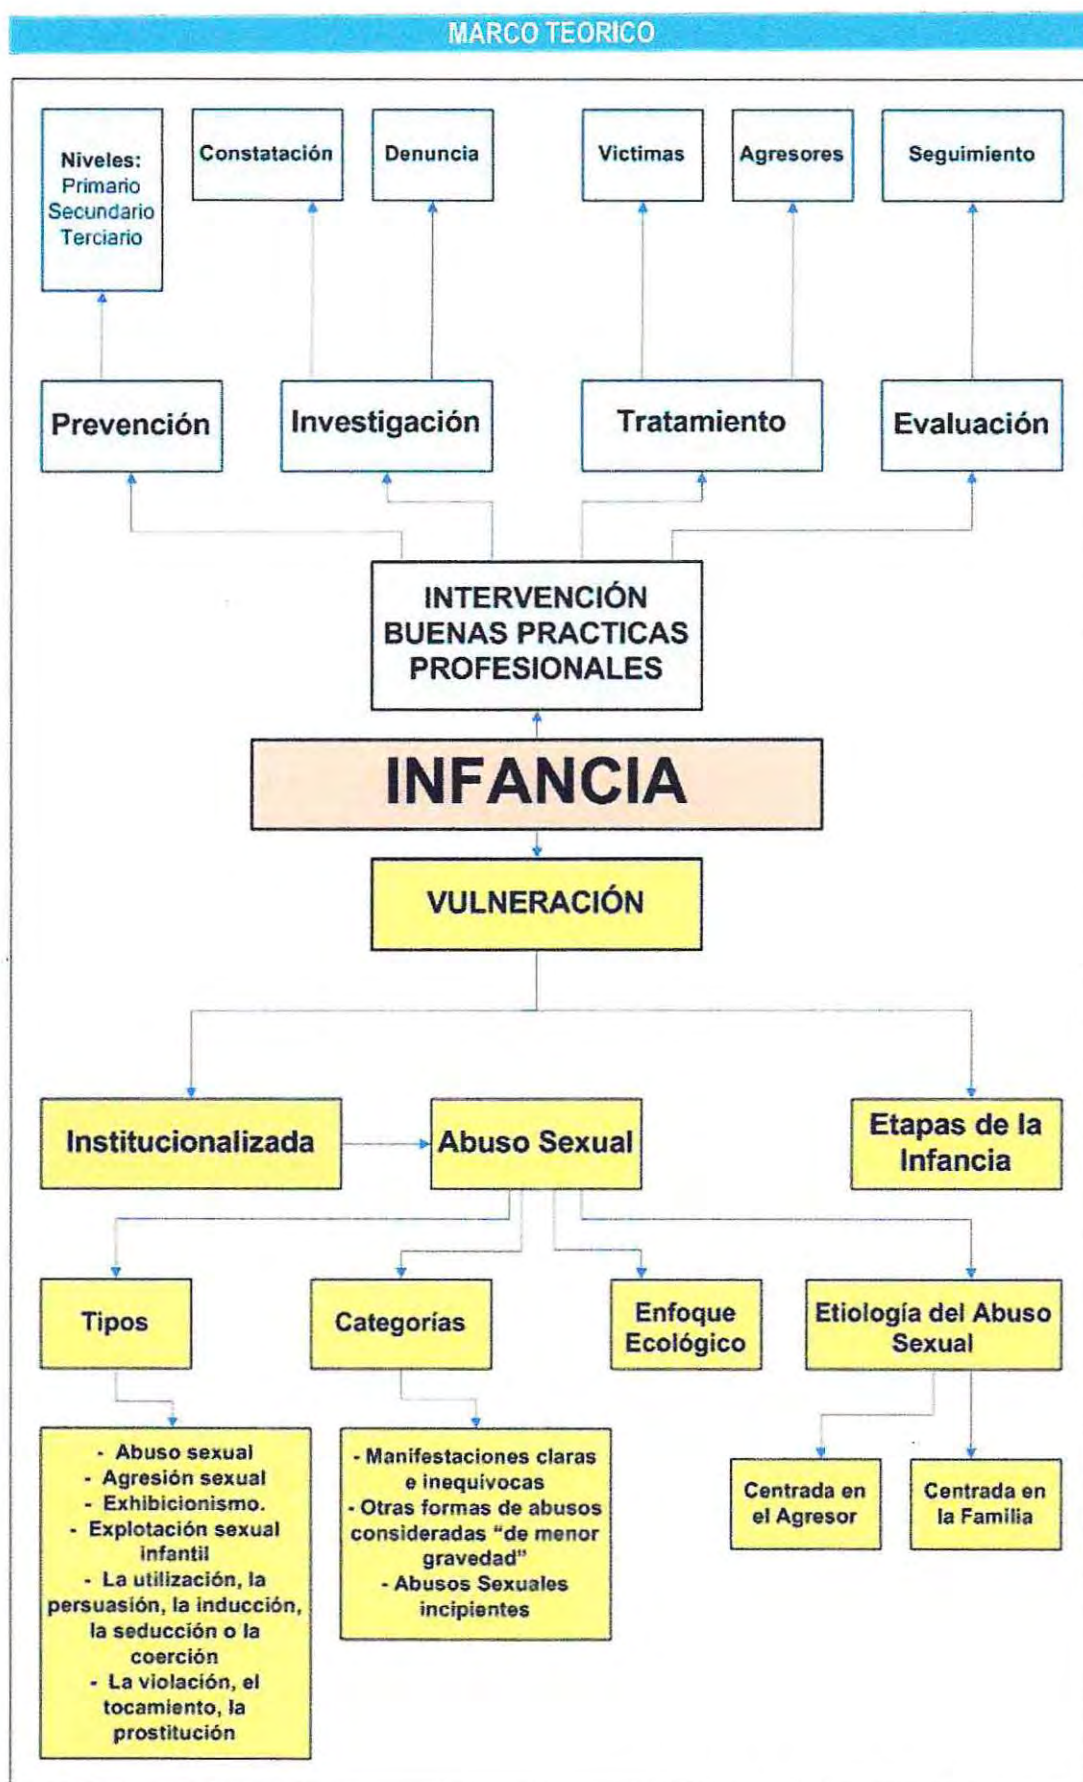 MARCO TEORICO
Niveles:
Primario
Secundario
Terciario
Constatación
Denuncia
Victimas
Agresores
Seguimiento
Prevención
Investigación
Tratamiento
Evaluación
INTERVENCIÓN
BUENAS PRACTICAS
PROFESIONALES
INFANCIA
VULNERACIÓN
Institucionalizada
Abuso Sexual
Etapas de la
Infancia
Tipos
Categorías
Enfoque
Ecológico
Etiología del Abuso
Sexual
- Abuso sexual
- Agresión sexual
- Exhibicionismo.
- Explotación sexual
infantil
- La utilización, la
persuasión, la inducción,
la seducción o la
coerción
- La violación, el
tocamiento, la
prostitución
- Manifestaciones claras
e inequívocas
- Otras formas de abusos
consideradas "de menor
gravedad"
- Abusos Sexuales
incipientes
Centrada en
el Agresor
Centrada en
la Familia